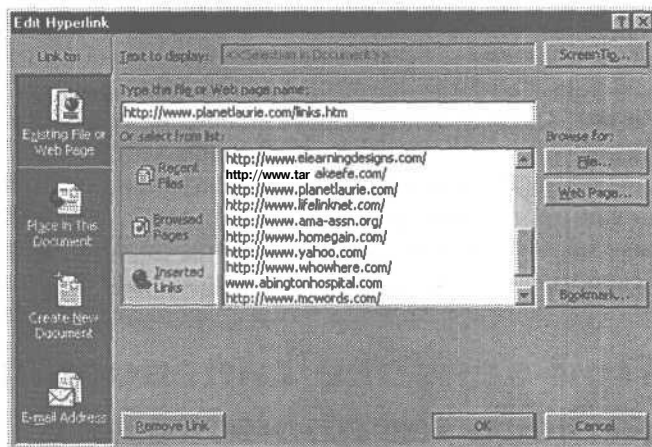 Edit Hyperlink
Link to:
Text to display: <<Selection in Document>>
ScreenTip...
Type the file or Web page name:
Existing File or
Web Page
http://www.planetlaurie.com/links.htm
Or select from list:
Browse for:
Recent
Files
Browsed
Pages
Inserted
Links
http://www.elearningdesigns.com/
http://www.tar akeefe.com/
http://www.planetlaurie.com/
http://www.lifelinknet.com/
http://www.ama-assn.org/
http://www.homegain.com/
http://www.yahoo.com/
http://www.whowhere.com/
www.abingtonhospital.com
http://www.mcwords.com/
File...
Web Page...
Bookmark...
Place in This
Document
Create New
Document
E-mail Address
Remove Link
OK
Cancel